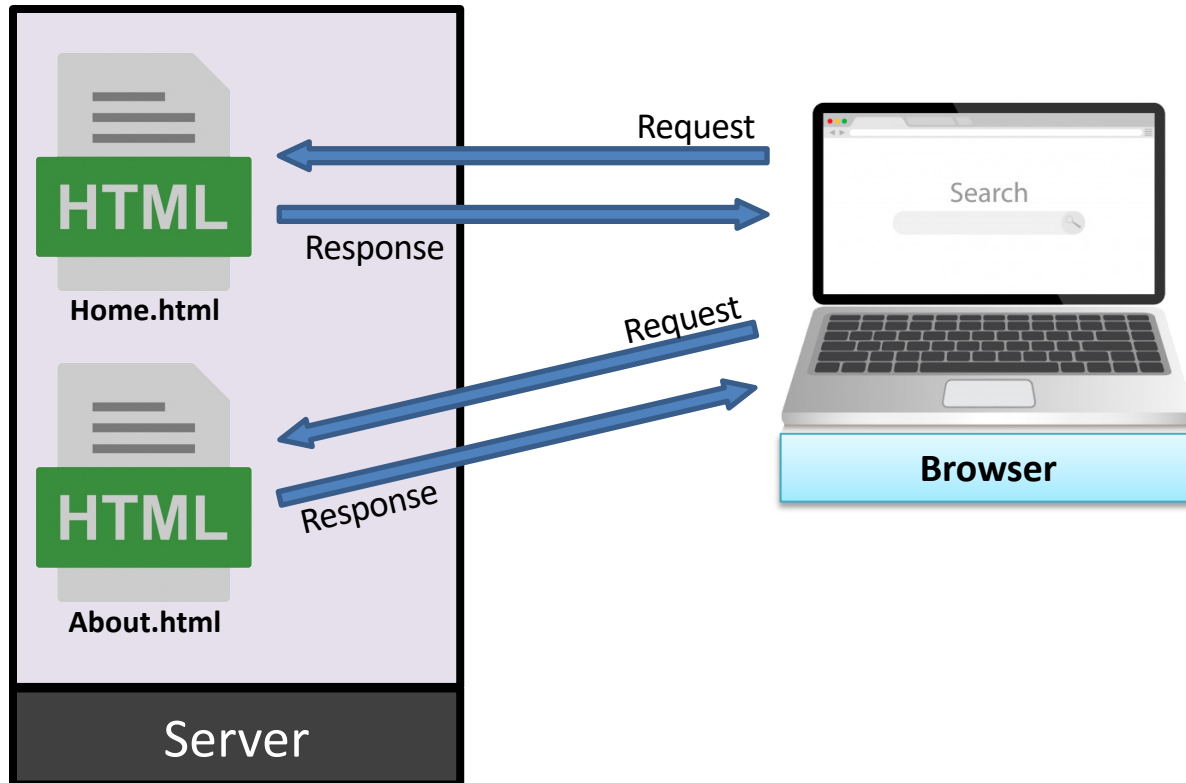 Request
HTML
Search
Response
Home.html
Request
HTML
Browser
Response
About.html
Server